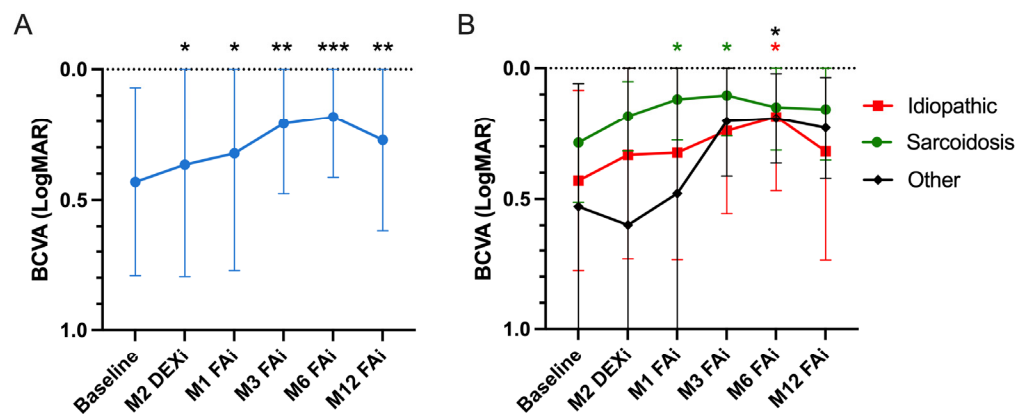 A
* * ** *** **
0.0
0.5
1.0
BCVA (LogMAR)
Baseline
M2 DEXi
M1 FAi
M3 FAi
M6 FAi
M12 FAi
B
*
* * *
0.0
0.5
1.0
BCVA (LogMAR)
Baseline
M2 DEXi
M1 FAi
M3 FAi
M6 FAi
M12 FAi
Idiopathic
Sarcoidosis
Other